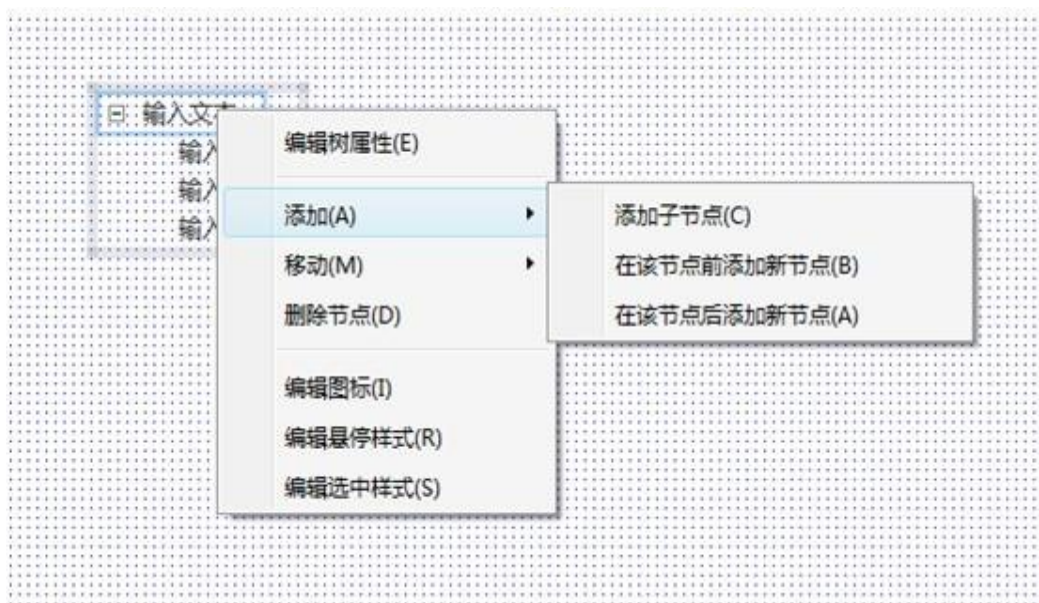 输入文本
输入
输入
输入
编辑树属性(E)
添加(A)
移动(M)
删除节点(D)
编辑图标(I)
编辑悬停样式(R)
编辑选中样式(S)
添加子节点(C)
在该节点前添加新节点(B)
在该节点后添加新节点(A)